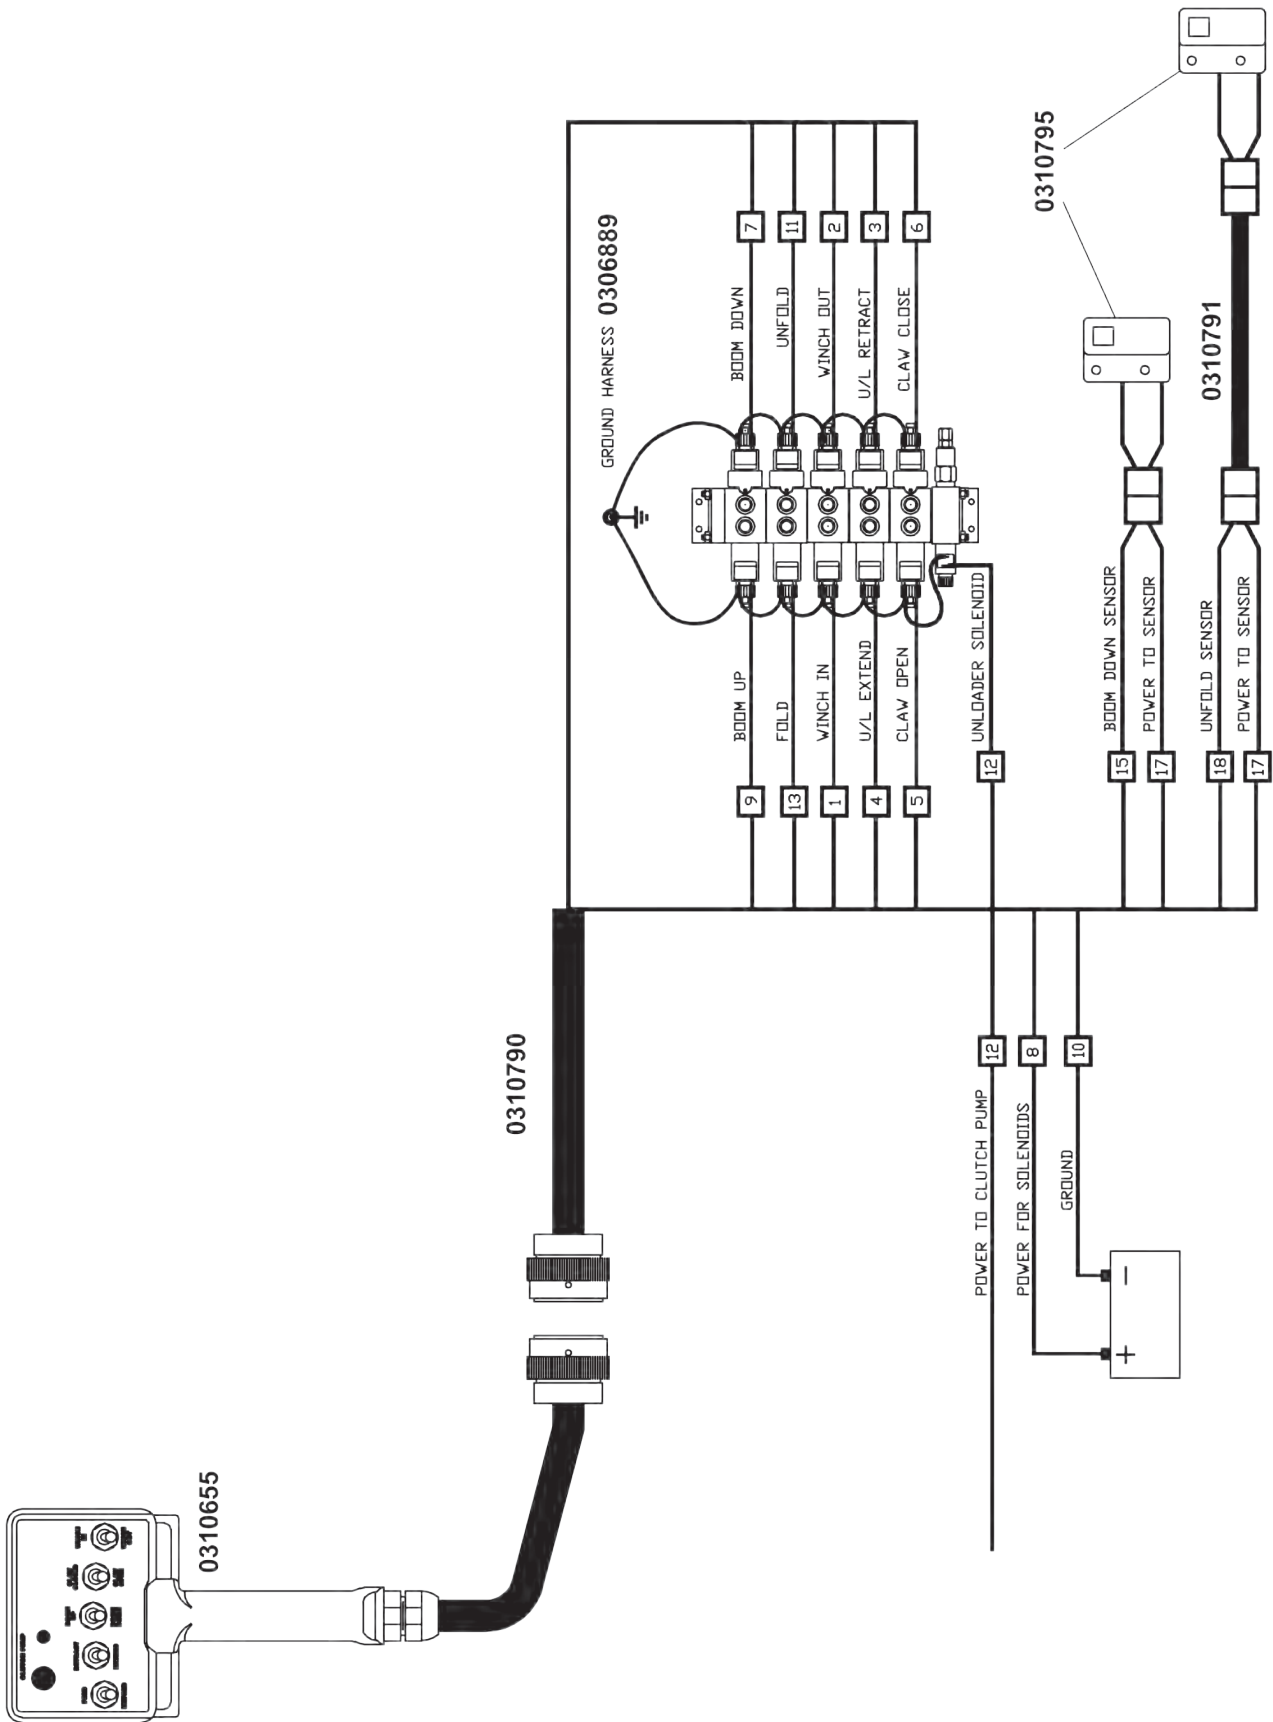 0310655
0310790
GROUND HARNESS 0306889
BOOM DOWN
7
UNFOLD
11
WINCH OUT
2
U/L RETRACT
3
CLAW CLOSE
6
BOOM UP
9
FOLD
13
WINCH IN
1
U/L EXTEND
4
CLAW OPEN
5
UNLOADER SOLENOID
12
0310795
0310791
BOOM DOWN SENSOR
15
POWER TO SENSOR
17
UNFOLD SENSOR
18
POWER TO SENSOR
17
POWER TO CLUTCH PUMP
12
POWER FOR SOLENOIDS
8
GROUND
10
+
−